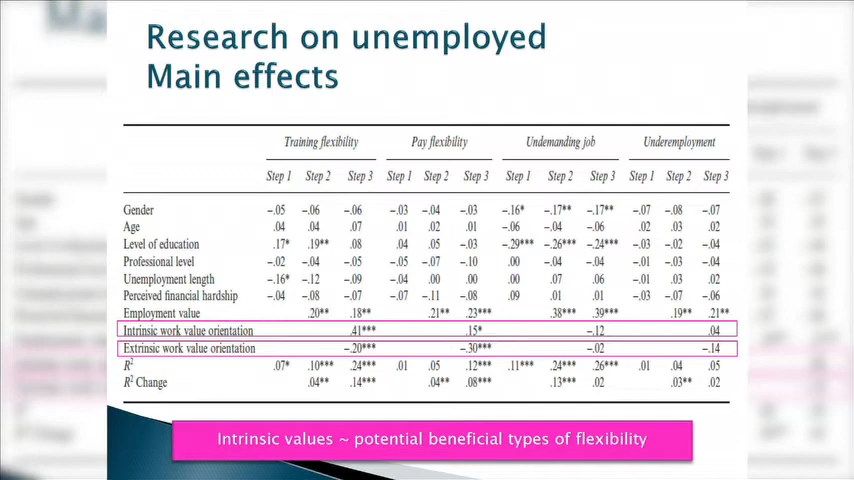 Research on unemployed
Main effects
Training flexibility Pay flexibility Undemanding job Underemployment
Step 1 Step 2 Step 3 Step 1 Step 2 Step 3 Step 1 Step 2 Step 3 Step 1 Step 2 Step 3
Gender –.05 –.06 –.06 –.03 –.04 –.03 –.16* –.17** –.17** –.07 –.08 –.07
Age .04 .04 .07 .01 .02 .01 –.06 –.04 –.06 .02 .03 .02
Level of education .17* .19** .08 .04 .05 –.03 –.29*** –.26*** –.24*** –.03 –.02 –.04
Professional level –.02 –.04 –.05 –.05 –.07 –.10 .00 –.04 –.04 –.01 –.03 –.04
Unemployment length –.16* –.12 –.09 –.04 .00 .00 .00 .07 .06 –.01 .03 .02
Perceived financial hardship –.04 –.08 –.07 –.07 –.11 –.08 .09 .01 .01 –.03 –.07 –.06
Employment value .20** .18** .21** .23*** .38*** .39*** .19** .21**
Intrinsic work value orientation .41*** .15* –.12 .04
Extrinsic work value orientation –.20*** –.30*** –.02 –.14
R² .07* .10*** .24*** .01 .05 .12*** .11*** .24*** .26*** .01 .04 .05
R² Change .04** .14*** .04** .08*** .13*** .02 .03** .02
Intrinsic values ~ potential beneficial types of flexibility